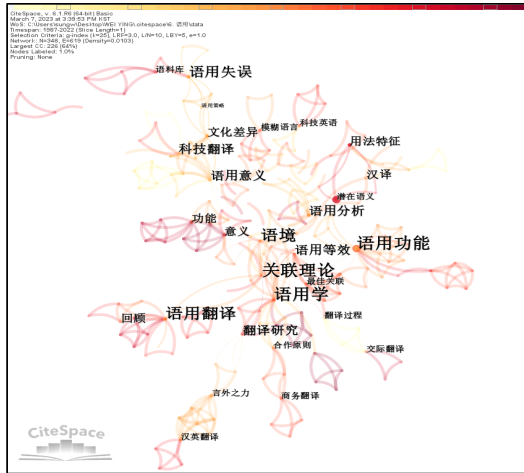 CiteSpace, v. 6.1.R6 (64-bit) Basic
March 7, 2023 at 3:39:53 PM KST
WoS: C:\Users\sungw\Desktop\WEI YING\citespace\6. 语用\data
Timespan: 1987-2022 (Slice Length=1)
Selection Criteria: g-index (k=25), LRF=3.0, L/N=10, LBY=5, e=1.0
Network: N=348, E=619 (Density=0.0103)
Largest CC: 226 (64%)
Nodes Labeled: 1.0%
Pruning: None
语料库
语用失误
语用策略
文化差异
模糊语言
科技英语
科技翻译
用法特征
语用意义
汉译
潜在语义
功能
语用分析
意义
语境
语用等效
语用功能
关联理论
最佳关联
语用学
回顾
语用翻译
翻译过程
翻译研究
合作原则
交际翻译
言外之力
商务翻译
汉英翻译
CiteSpace